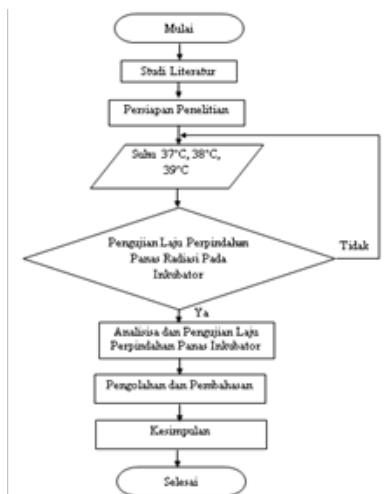 Mulai
Studi Literatur
Persiapan Penelitian
Suhu 37°C, 38°C,
39°C
Pengujian Laju Perpindahan
Panas Radiasi Pada
Inkubator
Tidak
Ya
Analisisa dan Pengujian Laju
Perpindahan Panas Inkubator
Pengolahan dan Pembahasan
Kesimpulan
Selesai